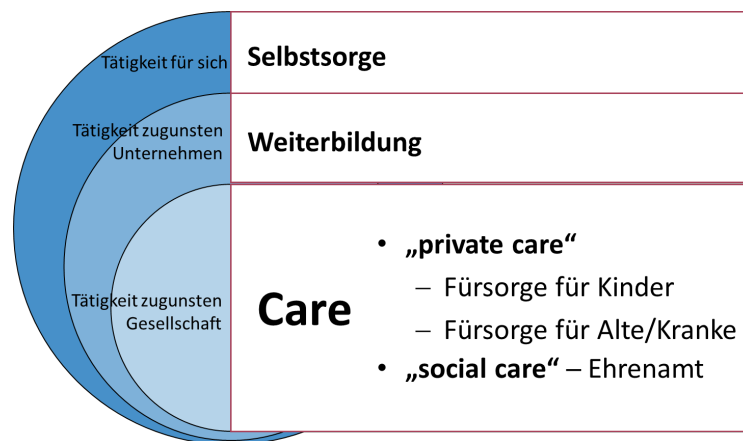 Tätigkeit für sich
Selbstsorge
Tätigkeit zugunsten
Unternehmen
Weiterbildung
Tätigkeit zugunsten
Gesellschaft
Care
• „private care“
– Fürsorge für Kinder
– Fürsorge für Alte/Kranke
• „social care“ – Ehrenamt